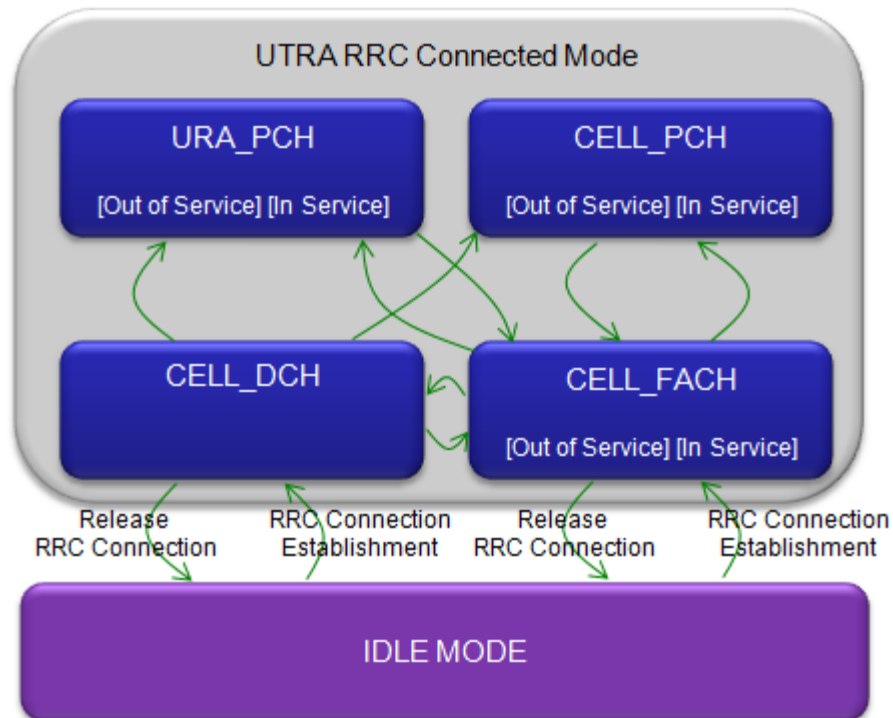 UTRA RRC Connected Mode
URA_PCH
[Out of Service] [In Service]
CELL_PCH
[Out of Service] [In Service]
CELL_DCH
CELL_FACH
[Out of Service] [In Service]
Release
RRC Connection
RRC Connection
Establishment
Release
RRC Connection
RRC Connection
Establishment
IDLE MODE